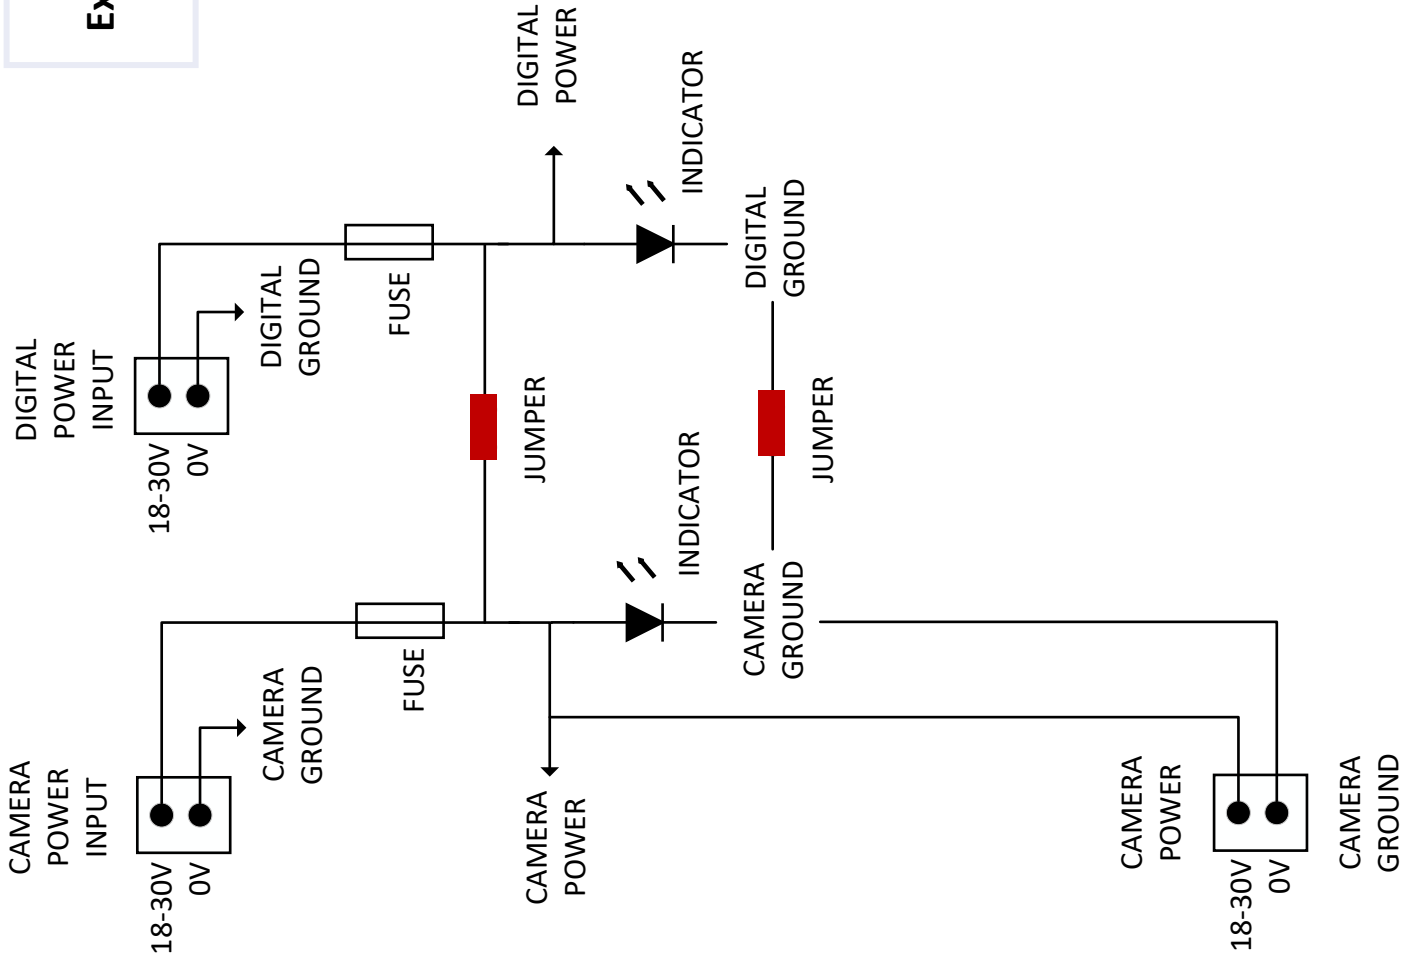 CAMERA
POWER
INPUT
18-30V
0V
CAMERA
GROUND
DIGITAL
POWER
INPUT
18-30V
0V
DIGITAL
GROUND
Ex
FUSE
FUSE
CAMERA
POWER
JUMPER
DIGITAL
POWER
INDICATOR
INDICATOR
CAMERA
GROUND
JUMPER
DIGITAL
GROUND
CAMERA
POWER
18-30V
0V
CAMERA
GROUND